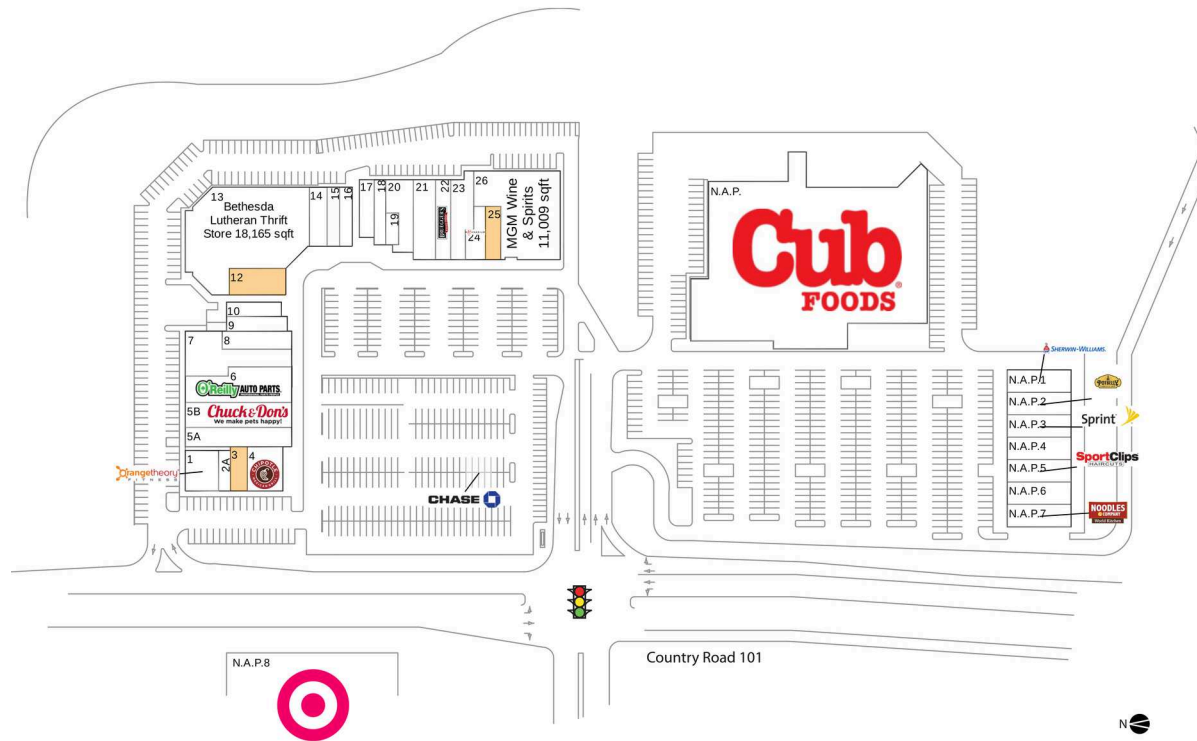 13
Bethesda
Lutheran Thrift
Store 18,165 sqft
14
15
16
17
18
20
19
21
22
23
26
24
25
MGM Wine
& Spirits
11,009 sqft
12
10
9
7
8
6
O'Reilly AUTO PARTS
5B
Chuck & Don's
We make pets happy!
5A
1
2A
3
4
CHIPOTLE
Orangetheory
FITNESS
CHASE
N.A.P.
Cub
FOODS
SHERWIN-WILLIAMS.
N.A.P.1
POTBELLY
N.A.P.2
N.A.P.3
Sprint
N.A.P.4
SportClips
HAIRCUTS
N.A.P.5
N.A.P.6
N.A.P.7
NOODLES
& COMPANY
World Kitchen
Country Road 101
N.A.P.8
N